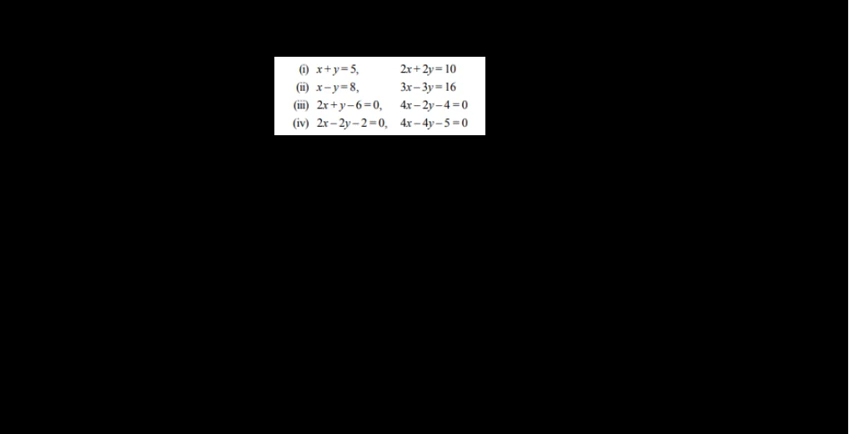 (i) x+y=5, 2x+2y=10
(ii) x–y=8, 3x–3y=16
(iii) 2x+y–6=0, 4x–2y–4=0
(iv) 2x–2y–2=0, 4x–4y–5=0